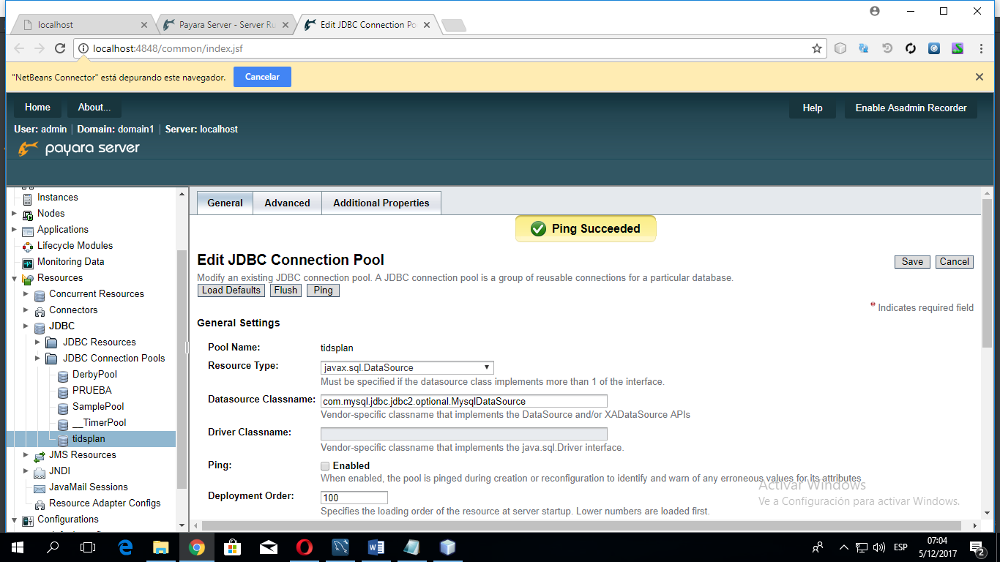 localhost
Payara Server - Server Ru
Edit JDBC Connection Po
localhost:4848/common/index.jsf
"NetBeans Connector" está depurando este navegador.
Cancelar
Home
About...
Help
Enable Asadmin Recorder
User: admin | Domain: domain1 | Server: localhost
payara server
Instances
Nodes
Applications
Lifecycle Modules
Monitoring Data
Resources
Concurrent Resources
Connectors
JDBC
JDBC Resources
JDBC Connection Pools
DerbyPool
PRUEBA
SamplePool
__TimerPool
tidsplan
JMS Resources
JNDI
JavaMail Sessions
Resource Adapter Configs
Configurations
General
Advanced
Additional Properties
Ping Succeeded
Edit JDBC Connection Pool
Save
Cancel
Modify an existing JDBC connection pool. A JDBC connection pool is a group of reusable connections for a particular database.
Load Defaults
Flush
Ping
* Indicates required field
General Settings
Pool Name: tidsplan
Resource Type: javax.sql.DataSource
Must be specified if the datasource class implements more than 1 of the interface.
Datasource Classname: com.mysql.jdbc.jdbc2.optional.MysqlDataSource
Vendor-specific classname that implements the DataSource and/or XADataSource APIs
Driver Classname:
Vendor-specific classname that implements the java.sql.Driver interface.
Ping: Enabled
When enabled, the pool is pinged during creation or reconfiguration to identify and warn of any erroneous values for its attributes
Deployment Order: 100
Specifies the loading order of the resource at server startup. Lower numbers are loaded first.
Activar Windows
Ve a Configuración para activar Windows.
ESP
07:04
5/12/2017
2